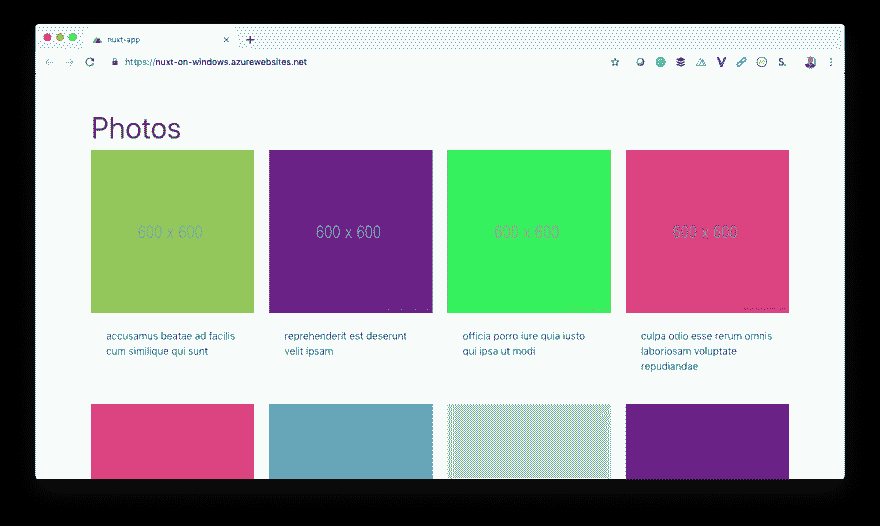 nuxt-app
https://nuxt-on-windows.azurewebsites.net
Photos
600 x 600
600 x 600
600 x 600
600 x 600
accusamus beatae ad facilis
cum similique qui sunt
reprehenderit est deserunt
velit ipsam
officia porro iure quia iusto
qui ipsa ut modi
culpa odio esse rerum omnis
laboriosam voluptate
repudiandae